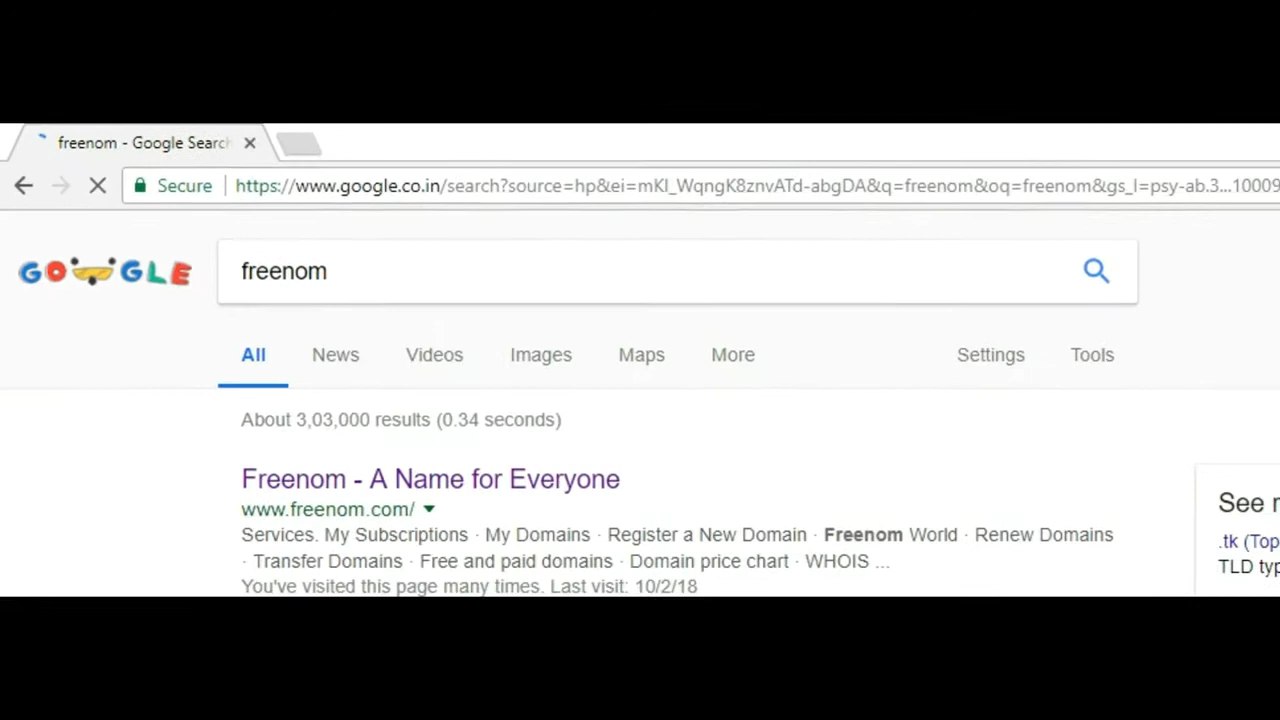 freenom - Google Search
Secure https://www.google.co.in/search?source=hp&ei=mKI_WqngK8znvATd-abgDA&q=freenom&oq=freenom&gs_l=psy-ab.3...10009
GOOGLE freenom
All News Videos Images Maps More Settings Tools
About 3,03,000 results (0.34 seconds)
Freenom - A Name for Everyone
www.freenom.com/
Services. My Subscriptions · My Domains · Register a New Domain · Freenom World · Renew Domains
· Transfer Domains · Free and paid domains · Domain price chart · WHOIS ...
You've visited this page many times. Last visit: 10/2/18
See
.tk (Top
TLD